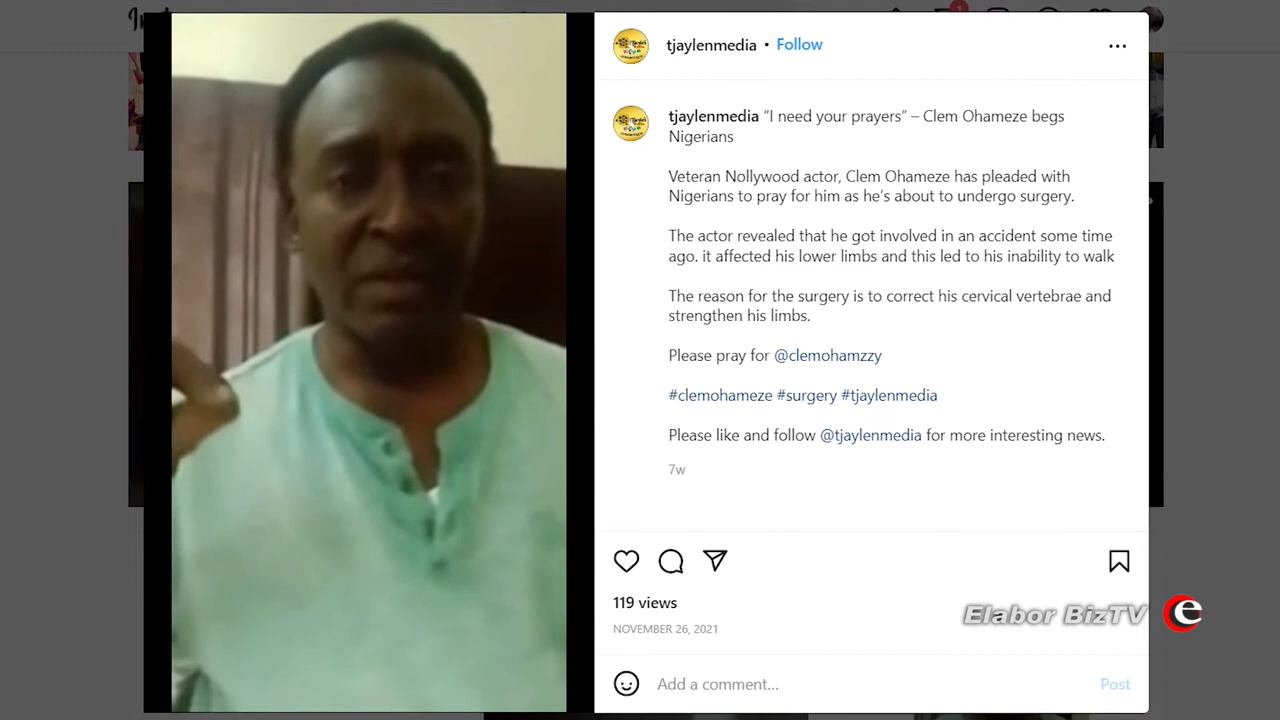 tjaylenmedia • Follow
tjaylenmedia “I need your prayers” – Clem Ohameze begs
Nigerians
Veteran Nollywood actor, Clem Ohameze has pleaded with
Nigerians to pray for him as he’s about to undergo surgery.
The actor revealed that he got involved in an accident some time
ago. it affected his lower limbs and this led to his inability to walk
The reason for the surgery is to correct his cervical vertebrae and
strengthen his limbs.
Please pray for @clemohamzzy
#clemohameze #surgery #tjaylenmedia
Please like and follow @tjaylenmedia for more interesting news.
7w
119 views
Elabor BizTV e
NOVEMBER 26, 2021
Add a comment...
Post